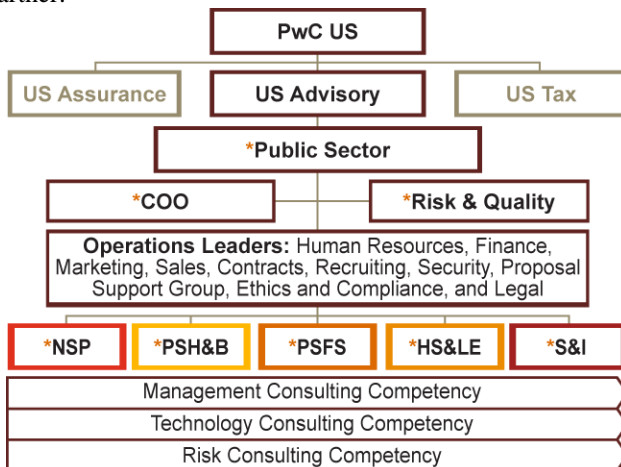 PwC US
US Assurance
US Advisory
US Tax
*Public Sector
*COO
*Risk & Quality
Operations Leaders: Human Resources, Finance,
Marketing, Sales, Contracts, Recruiting, Security, Proposal
Support Group, Ethics and Compliance, and Legal
*NSP
*PSH&B
*PSFS
*HS&LE
*S&I
Management Consulting Competency
Technology Consulting Competency
Risk Consulting Competency